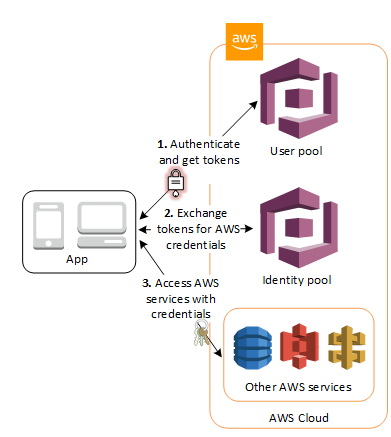 aws
1. Authenticate
and get tokens
User pool
2. Exchange
tokens for AWS
credentials
App
Identity pool
3. Access AWS
services with
credentials
Other AWS services
AWS Cloud